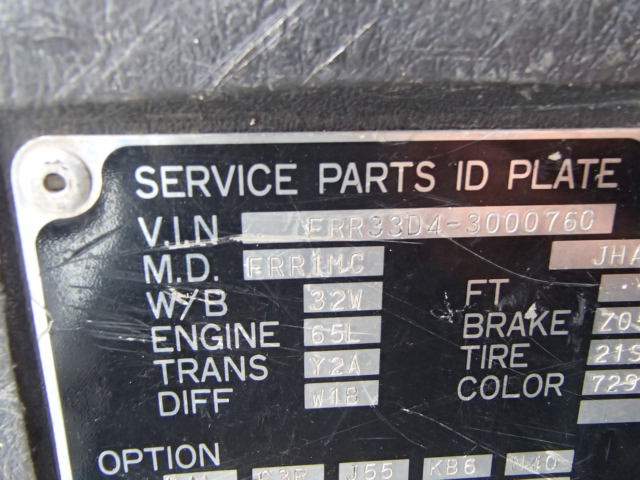 SERVICE PARTS ID PLATE
V.I.N FRR33D4-3000760
M.D. FRR1MC JHA
W/B 32W FT
ENGINE 65L BRAKE Z05
TRANS Y2A TIRE 21S
DIFF W1B COLOR 729
OPTION
J55 KB6 N40